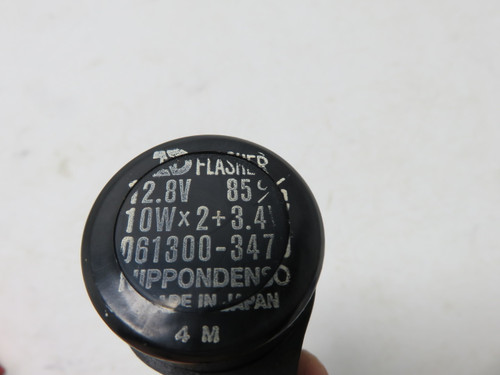 FLASHER
12.8V 85%
10W×2+3.4W
061300-347
NIPPONDENSO
MADE IN JAPAN
4 M